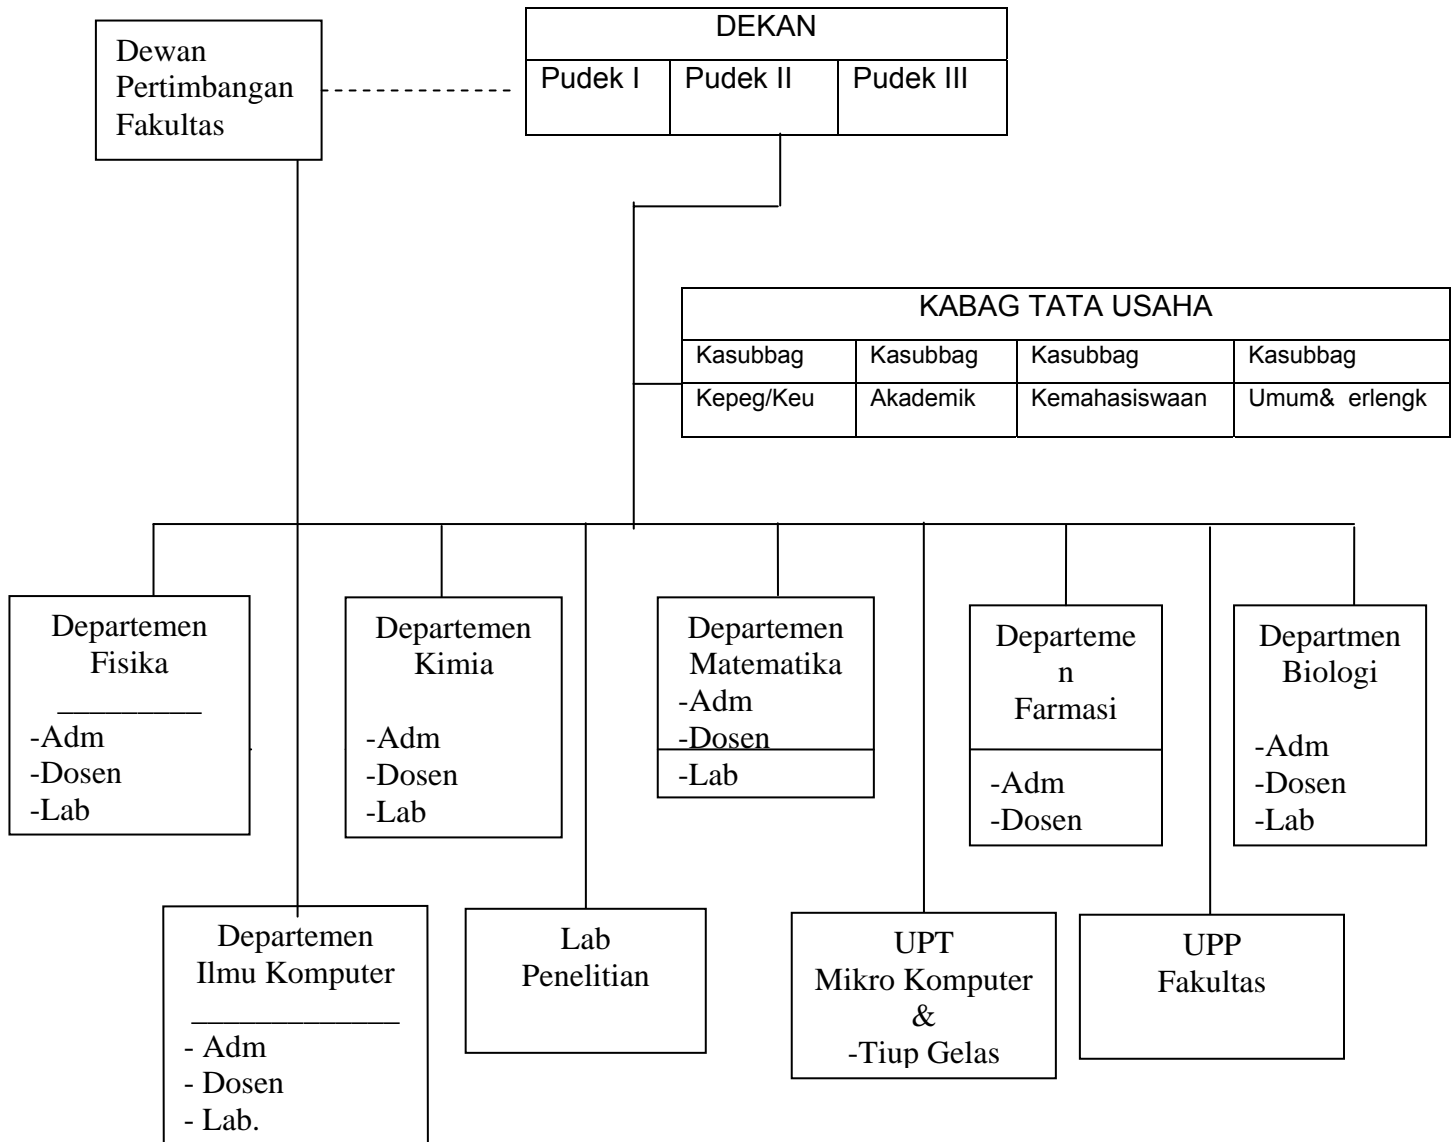 Dewan
Pertimbangan
Fakultas
DEKAN
Pudek I Pudek II Pudek III
KABAG TATA USAHA
Kasubbag Kasubbag Kasubbag Kasubbag
Kepeg/Keu Akademik Kemahasiswaan Umum& erlengk
Departemen
Fisika
_________
-Adm
-Dosen
-Lab
Departemen
Kimia
-Adm
-Dosen
-Lab
Departemen
Matematika
-Adm
-Dosen
-Lab
Departeme
n
Farmasi
-Adm
-Dosen
Departmen
Biologi
-Adm
-Dosen
-Lab
Departemen
Ilmu Komputer
_____________
- Adm
- Dosen
- Lab.
Lab
Penelitian
UPT
Mikro Komputer
&
-Tiup Gelas
UPP
Fakultas